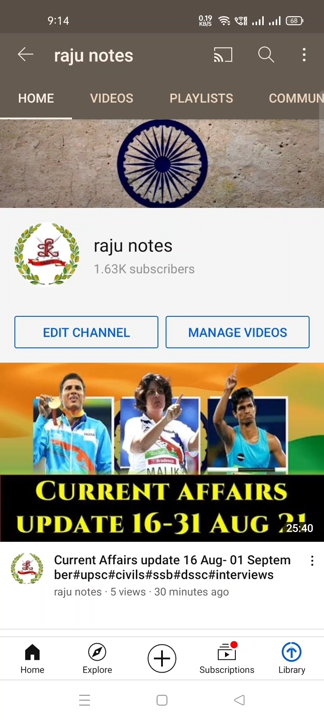 9:14
0.19
KB/S
68
raju notes
HOME
VIDEOS
PLAYLISTS
COMMUN
raju notes
1.63K subscribers
EDIT CHANNEL
MANAGE VIDEOS
MALIK
CURRENT AFFAIRS
UPDATE 16-31 AUG 21
25:40
Current Affairs update 16 Aug- 01 Septem
ber#upsc#civils#ssb#dssc#interviews
raju notes · 5 views · 30 minutes ago
Home
Explore
Subscriptions
Library